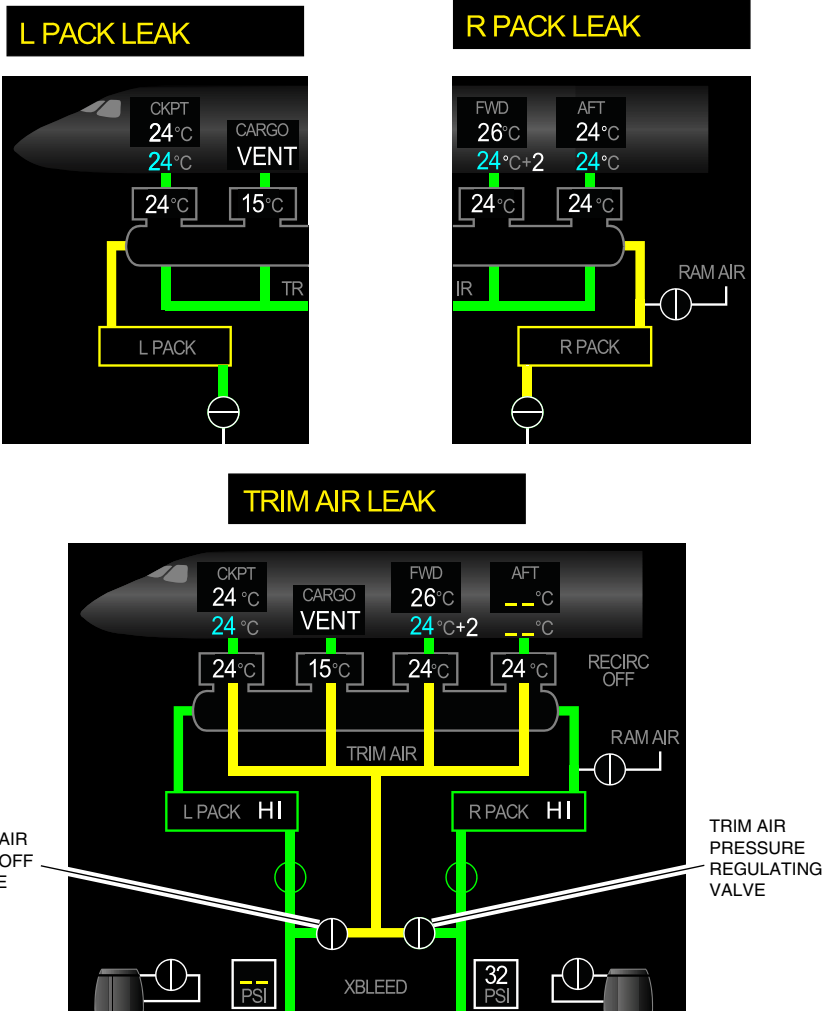 L PACK LEAK
R PACK LEAK
CKPT
24°C
24°C
CARGO
VENT
24°C
15°C
TR
L PACK
FWD
26°C
24°C+2
AFT
24°C
24°C
24°C
24°C
IR
RAM AIR
R PACK
TRIM AIR LEAK
CKPT
24 °C
24 °C
CARGO
VENT
FWD
26°C
24 °C+2
AFT
_ _°C
_ _°C
24°C
15°C
24°C
24 °C
RECIRC
OFF
TRIM AIR
RAM AIR
L PACK HI
R PACK HI
AIR
OFF
E
TRIM AIR
PRESSURE
REGULATING
VALVE
_ _
PSI
XBLEED
32
PSI